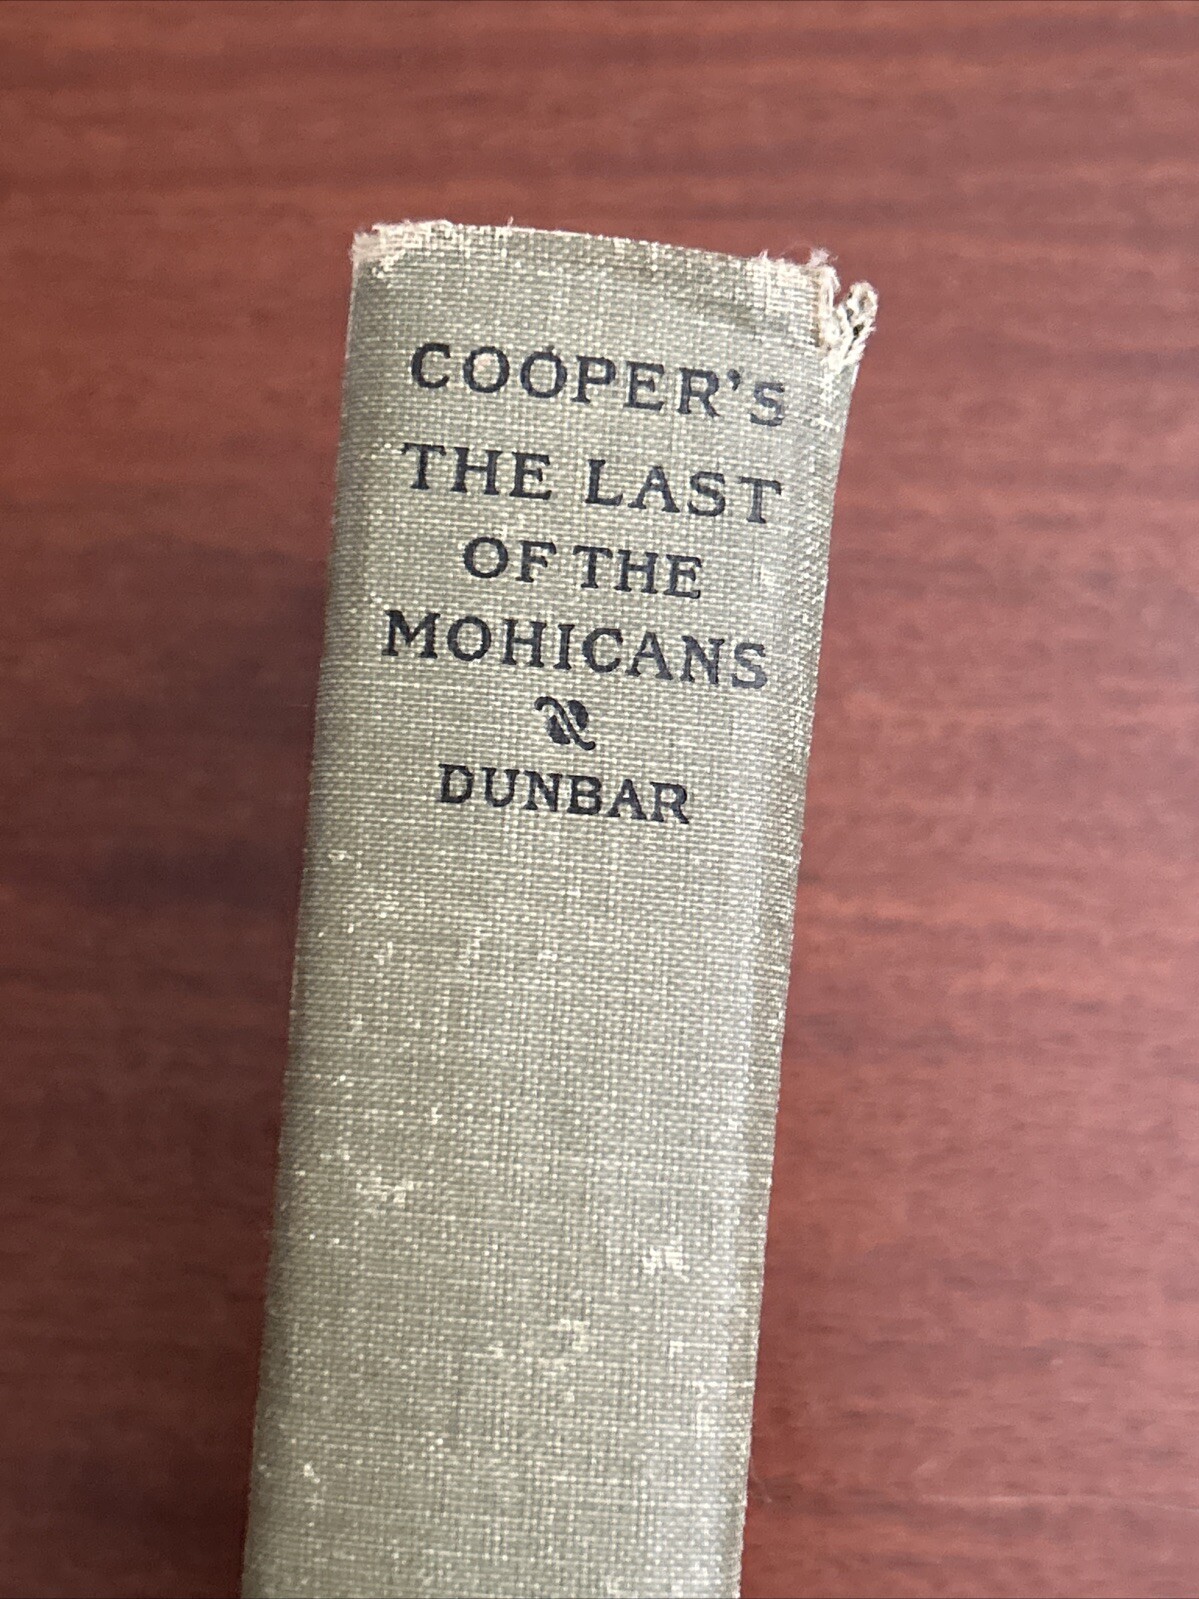 COOPER'S
THE LAST
OF THE
MOHICANS
DUNBAR